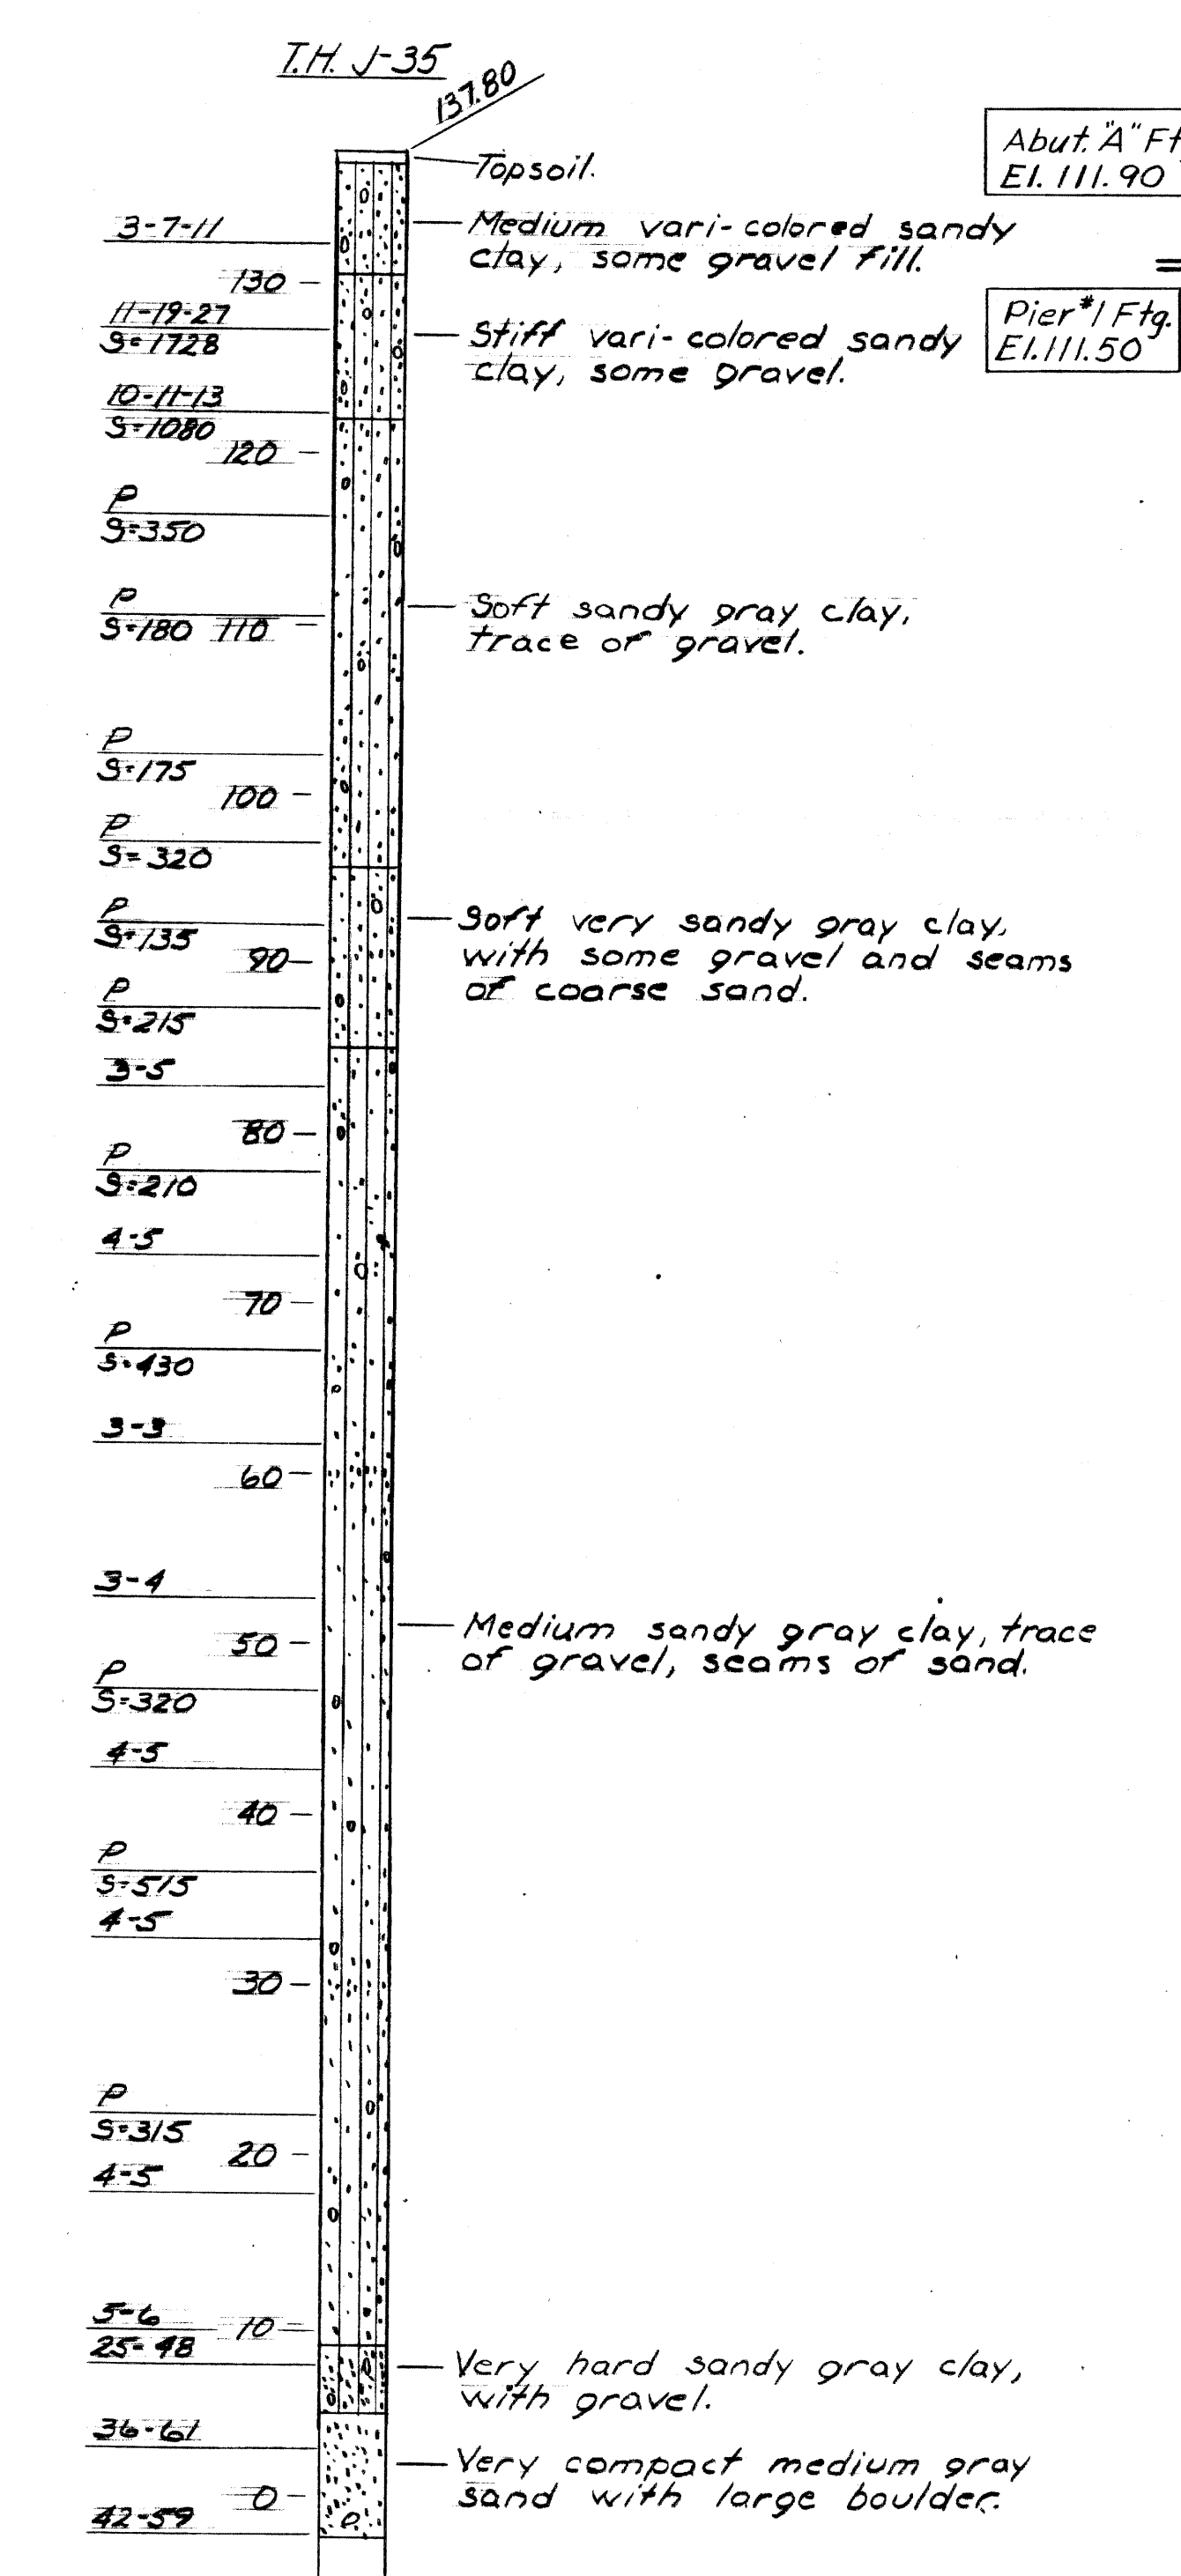 T.H. J-35
137.80
Topsoil.
Abut. "A" Ft
El. 111.90
3-7-11
Medium vari-colored sandy
clay, some gravel fill.
130
11-19-27
S=1728
Stiff vari-colored sandy
clay, some gravel.
Pier #1 Ftg.
El. 111.50
10-11-13
S=1080
120
P
S=350
P
S=180
110
Soft sandy gray clay,
trace of gravel.
P
S=175
100
P
S=320
P
S=135
Soft very sandy gray clay,
with some gravel and seams
of coarse sand.
90
P
S=215
3-5
80
P
S=210
4-5
70
P
S=430
3-3
60
3-4
Medium sandy gray clay, trace
of gravel, seams of sand.
50
P
S=320
4-5
40
P
S=515
4-5
30
P
S=315
20
4-5
5-6
10
25-48
Very hard sandy gray clay,
with gravel.
36-61
Very compact medium gray
sand with large boulder.
0
42-59